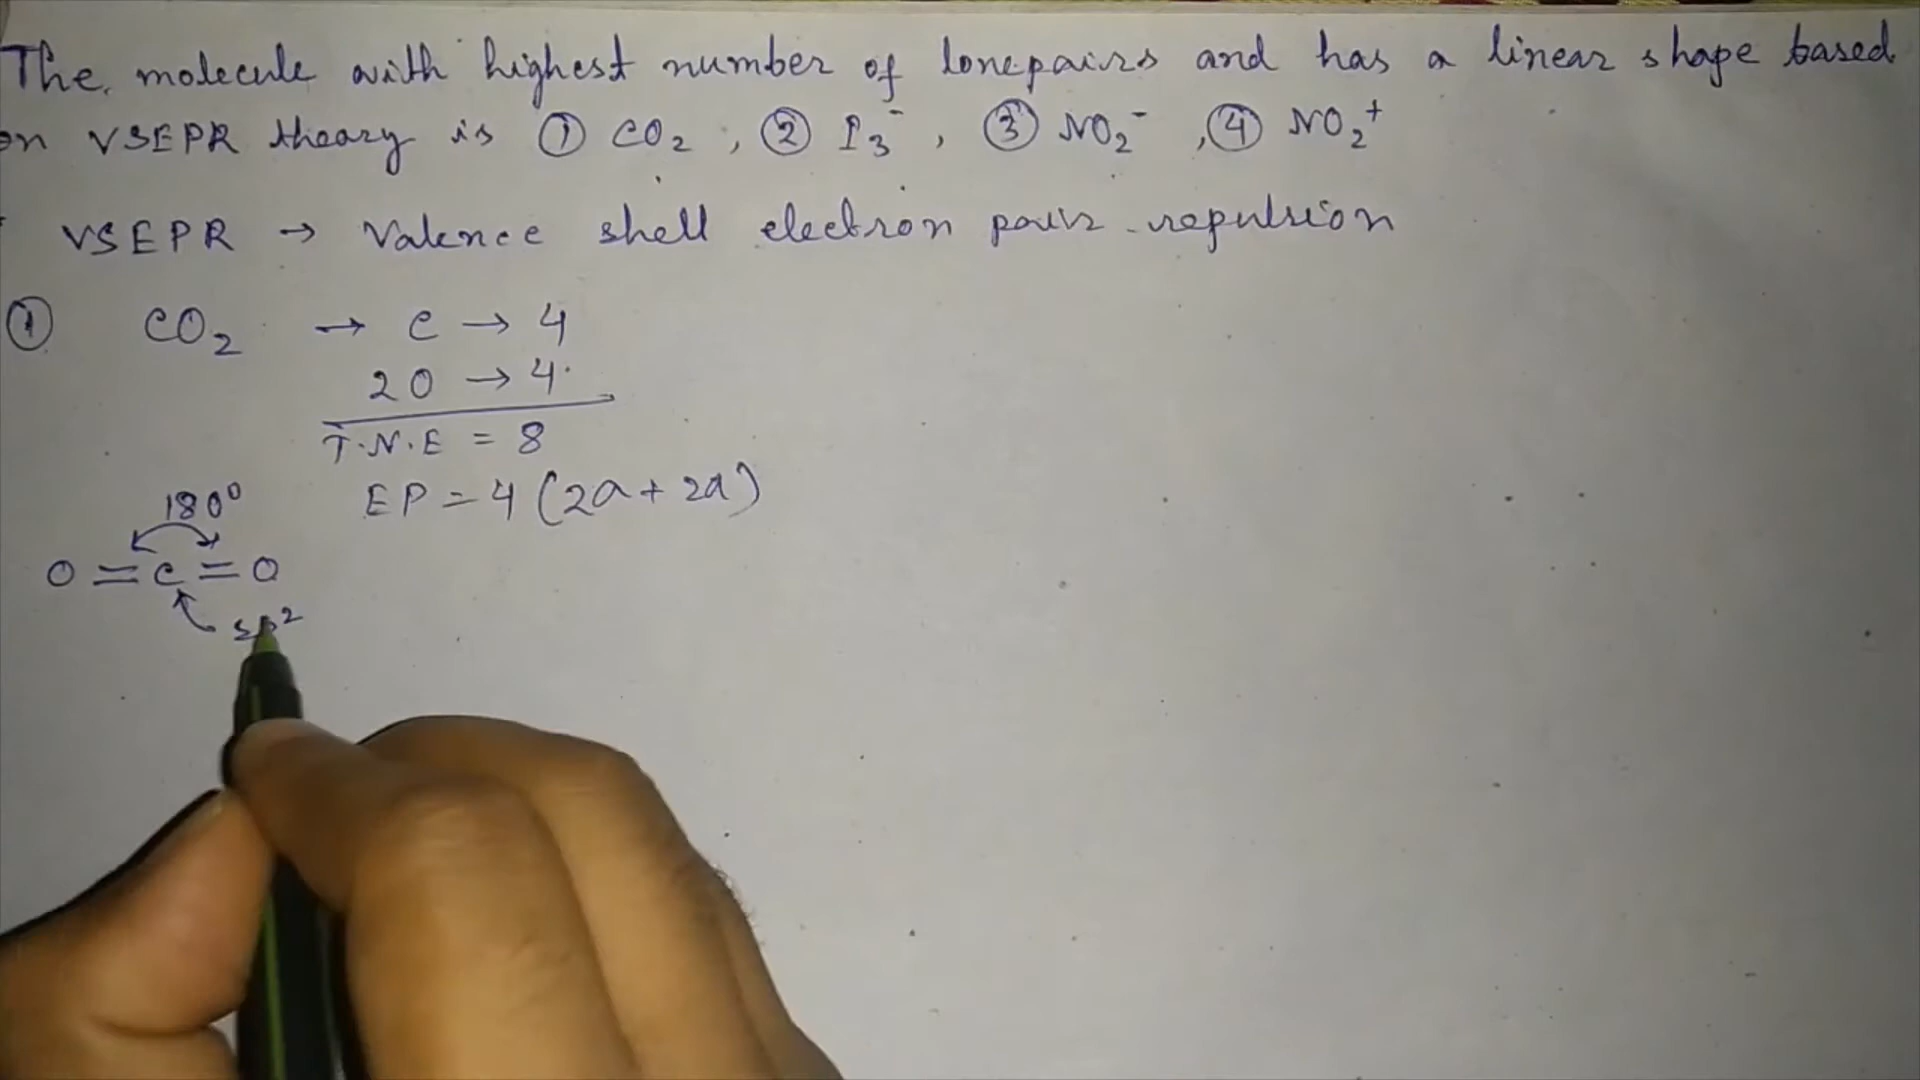 The molecule with highest number of lonepairs and has a linear shape based
on VSEPR theory is ① CO₂, ② I₃⁻, ③ NO₂⁻, ④ NO₂⁺
VSEPR → Valence shell electron pair repulsion
① CO₂ → C → 4
2O → 4
T.N.E = 8
EP = 4 (2a + 2a)
180°
O = C = O
sp²